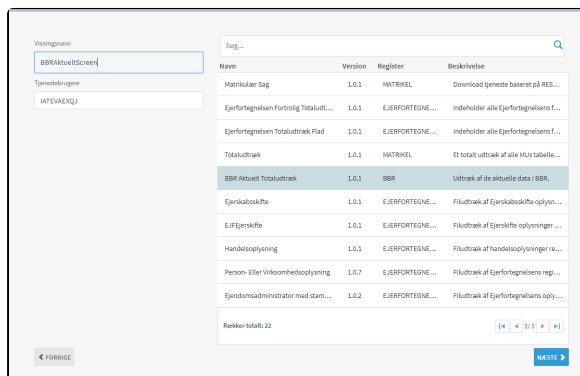 Visningsnavn
BBRAktueltScreen
Tjenestebrugere
IATEVAEXQJ
Søg...
Navn Version Register Beskrivelse
Matrikulær Sag 1.0.1 MATRIKEL Download tjeneste baseret på RES...
Ejerfortegnelsen Fortrolig Totaludt... 1.0.1 EJERFORTEGNE... Indeholder alle Ejerfortegnelsens f...
Ejerfortegnelsen Totaludtræk Flad 1.0.1 EJERFORTEGNE... Indeholder alle Ejerfortegnelsens f...
Totaludtræk 1.0.1 MATRIKEL Et totalt udtræk af alle MUs tabelle...
BBR Aktuelt Totaludtræk 1.0.1 BBR Udtræk af de aktuelle data i BBR.
Ejerskabsskifte 1.0.1 EJERFORTEGNE... Filudtræk af Ejerskabsskifte oplysn...
EJFEjerskifte 1.0.1 EJERFORTEGNE... Filudtræk af Ejerskifte oplysninger ...
Handelsoplysning 1.0.1 EJERFORTEGNE... Filudtræk af handelsoplysninger re...
Person- Eller Virksomhedsoplysning 1.0.7 EJERFORTEGNE... Filudtræk af Ejerfortegnelsens regi...
Ejendomsadministrator med stam... 1.0.2 EJERFORTEGNE... Filudtræk af Ejerfortegnelsens oply...
Rækker totalt: 22 2/3
FORRIGE NÆSTE